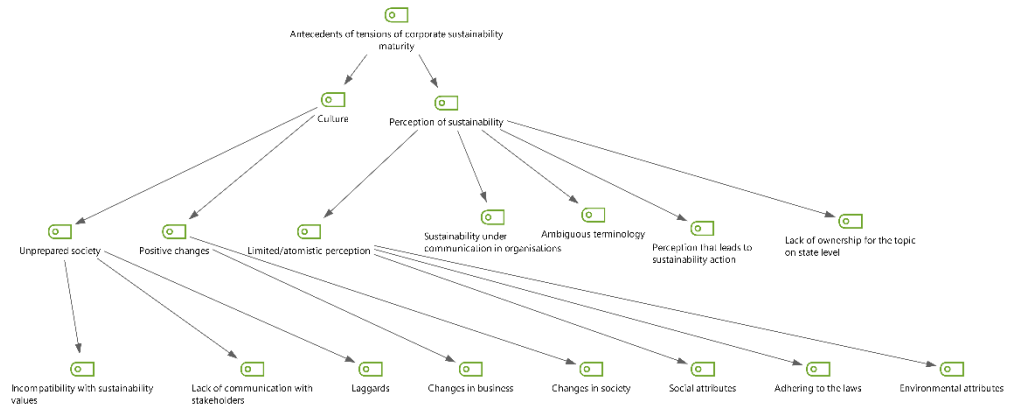 Antecedents of tensions of corporate sustainability
maturity
Culture
Perception of sustainability
Unprepared society
Positive changes
Limited/atomistic perception
Sustainability under
communication in organisations
Ambiguous terminology
Perception that leads to
sustainability action
Lack of ownership for the topic
on state level
Incompatibility with sustainability
values
Lack of communication with
stakeholders
Laggards
Changes in business
Changes in society
Social attributes
Adhering to the laws
Environmental attributes